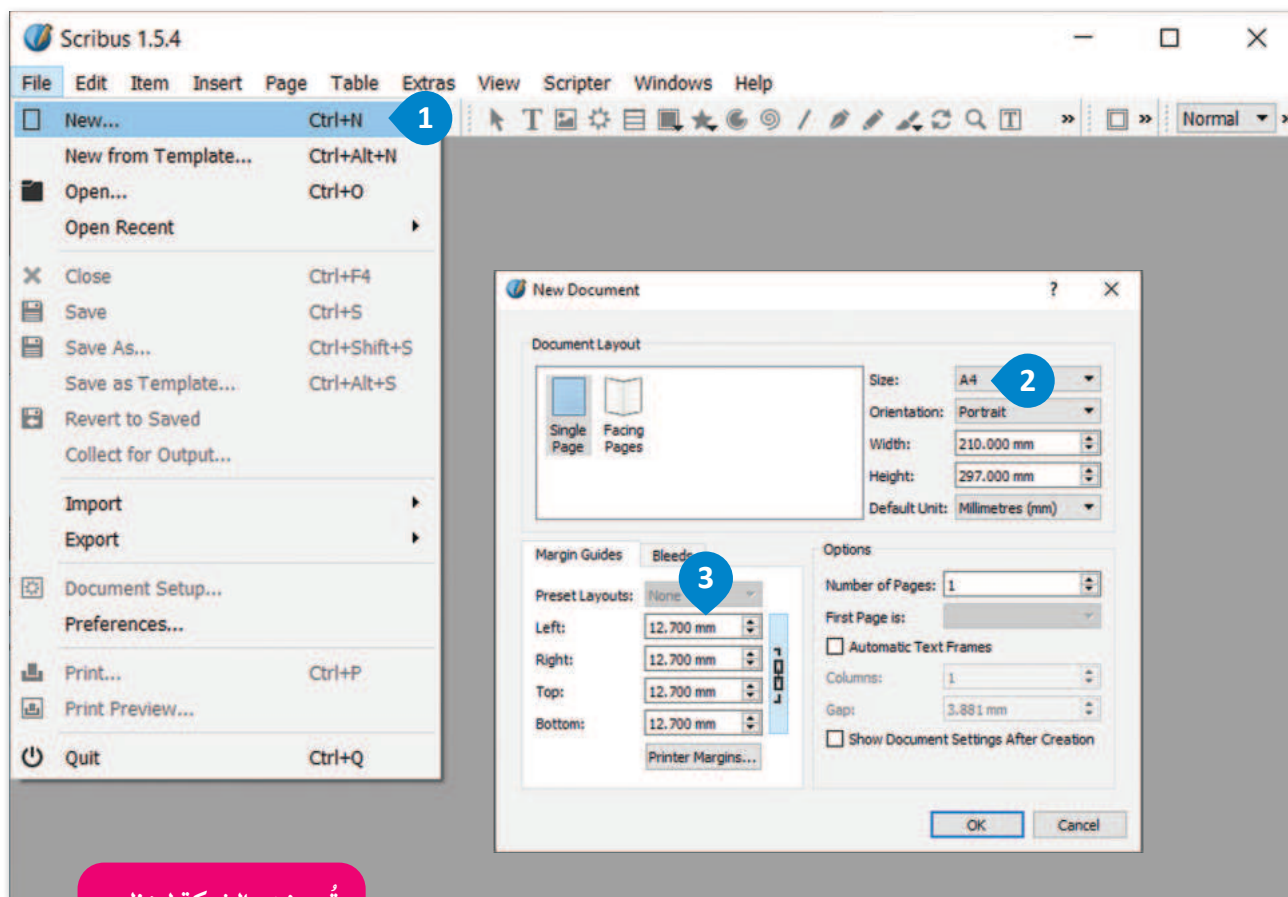 Scribus 1.5.4
File Edit Item Insert Page Table Extras View Scripter Windows Help
New... Ctrl+N
1
Normal
New from Template... Ctrl+Alt+N
Open... Ctrl+O
Open Recent
Close Ctrl+F4
Save Ctrl+S
Save As... Ctrl+Shift+S
Save as Template... Ctrl+Alt+S
Revert to Saved
Collect for Output...
Import
Export
Document Setup...
Preferences...
Print... Ctrl+P
Print Preview...
Quit Ctrl+Q
New Document
Document Layout
Single Page
Facing Pages
Size: A4
2
Orientation: Portrait
Width: 210.000 mm
Height: 297.000 mm
Default Unit: Millimetres (mm)
Margin Guides Bleeds
3
Preset Layouts: None
Left: 12.700 mm
Right: 12.700 mm
Top: 12.700 mm
Bottom: 12.700 mm
Printer Margins...
Options
Number of Pages: 1
First Page is:
Automatic Text Frames
Columns: 1
Gap: 3.881 mm
Show Document Settings After Creation
OK Cancel